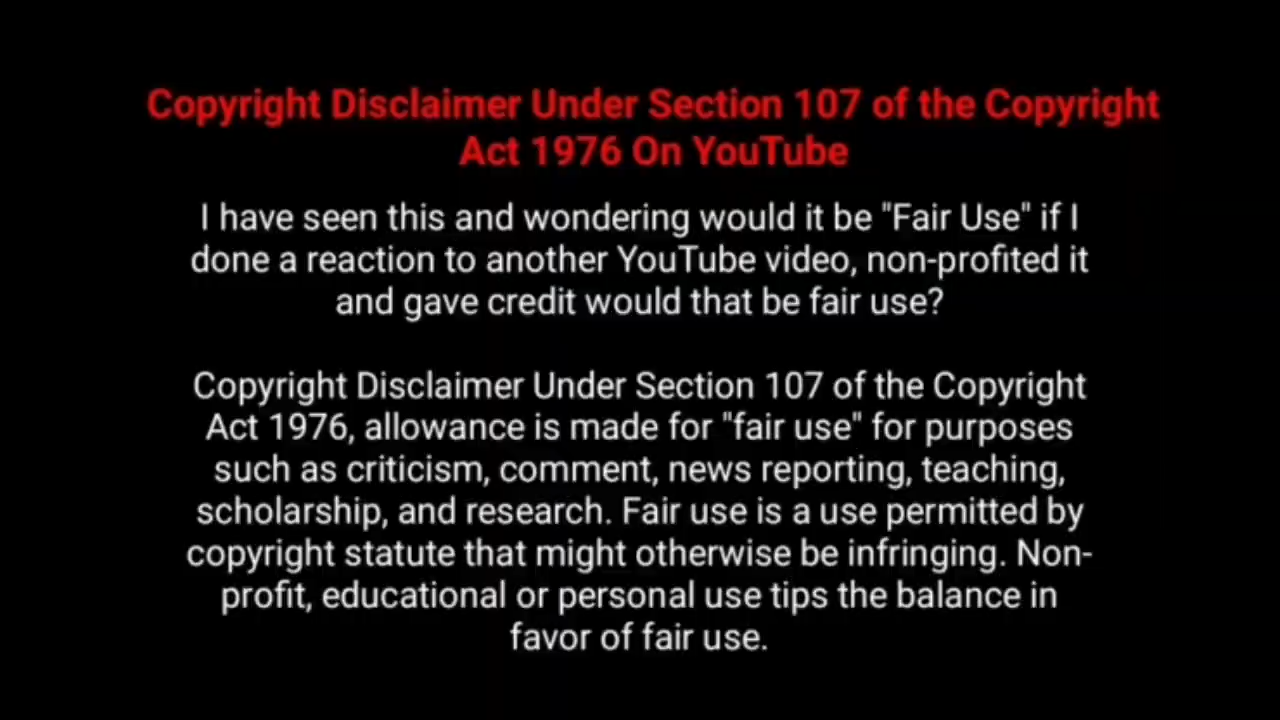 Copyright Disclaimer Under Section 107 of the Copyright
Act 1976 On YouTube
I have seen this and wondering would it be "Fair Use" if I
done a reaction to another YouTube video, non-profited it
and gave credit would that be fair use?
Copyright Disclaimer Under Section 107 of the Copyright
Act 1976, allowance is made for "fair use" for purposes
such as criticism, comment, news reporting, teaching,
scholarship, and research. Fair use is a use permitted by
copyright statute that might otherwise be infringing. Non-
profit, educational or personal use tips the balance in
favor of fair use.